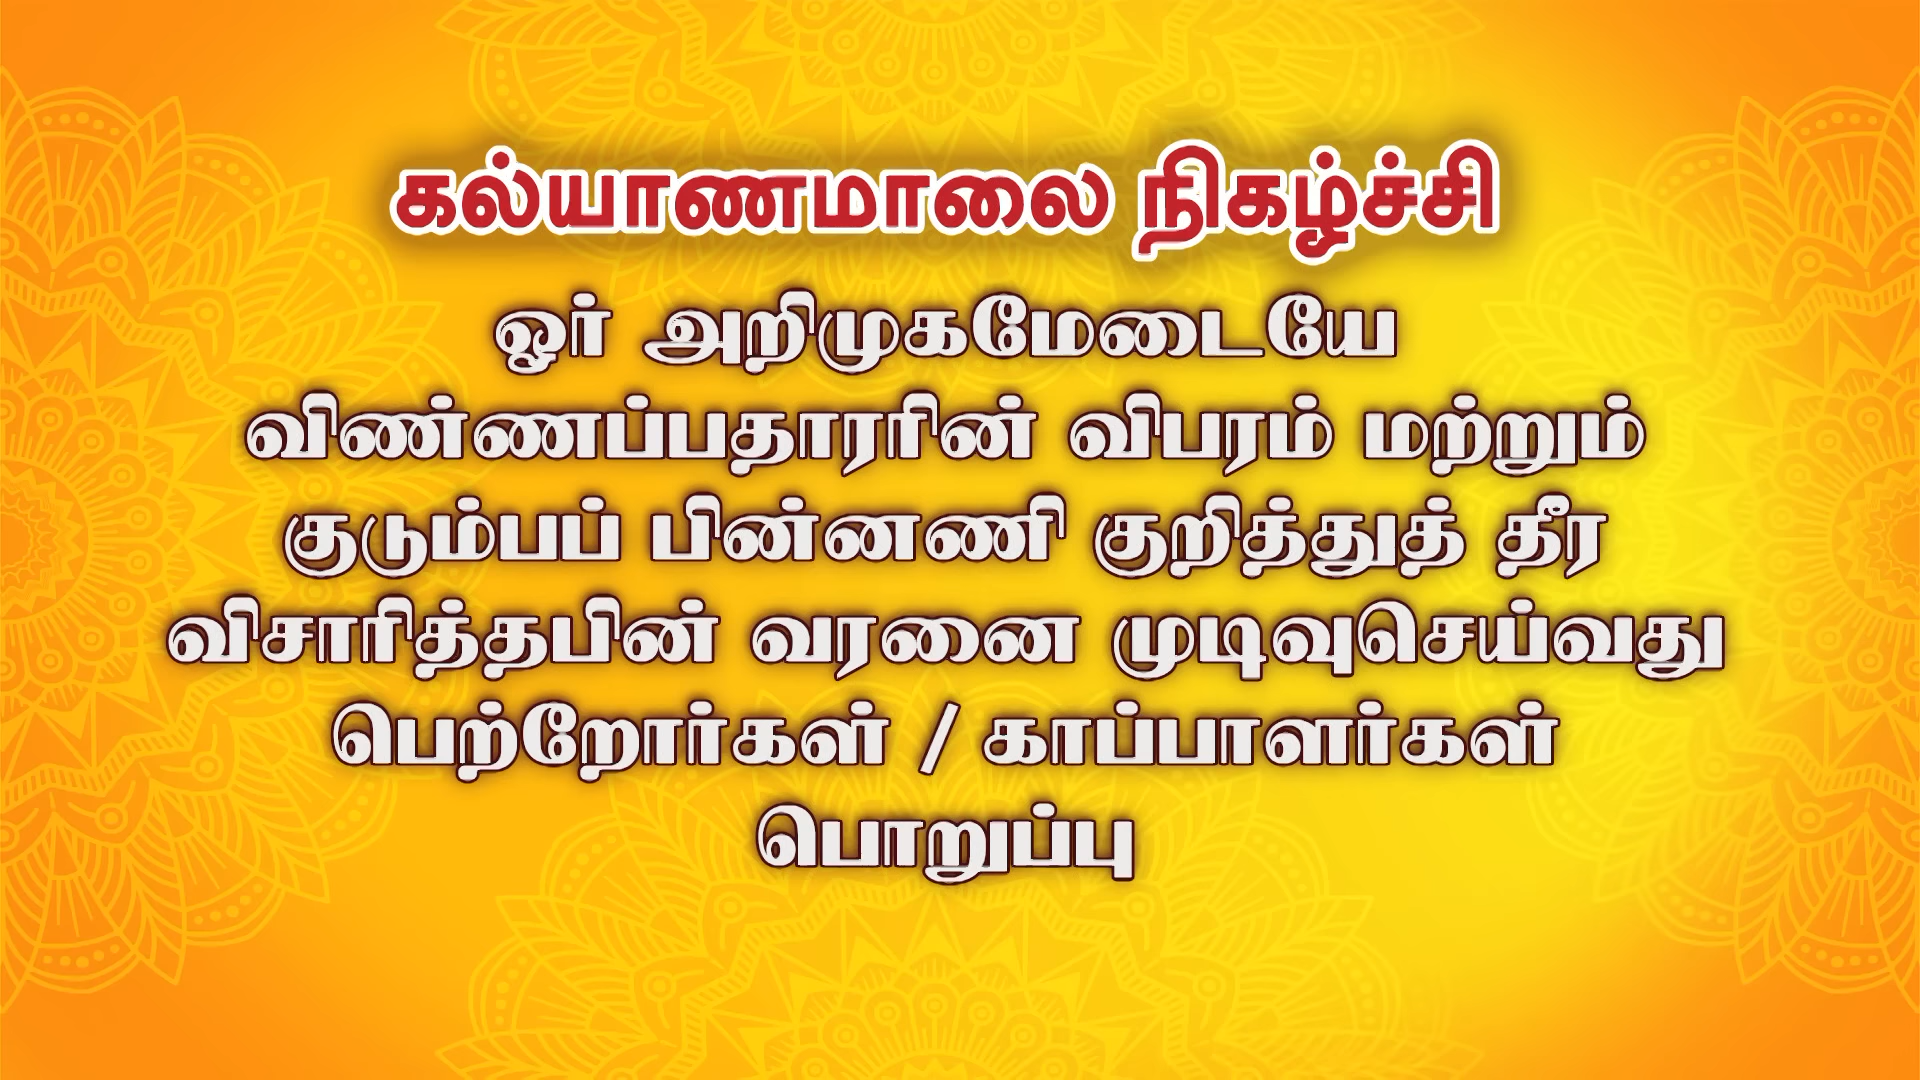 கல்யாணமாலை நிகழ்ச்சி
ஓர் அறிமுகமேடையே
விண்ணப்பதாரரின் விபரம் மற்றும்
குடும்பப் பின்னணி குறித்துத் தீர
விசாரித்தபின் வரனை முடிவுசெய்வது
பெற்றோர்கள் / காப்பாளர்கள்
பொறுப்பு